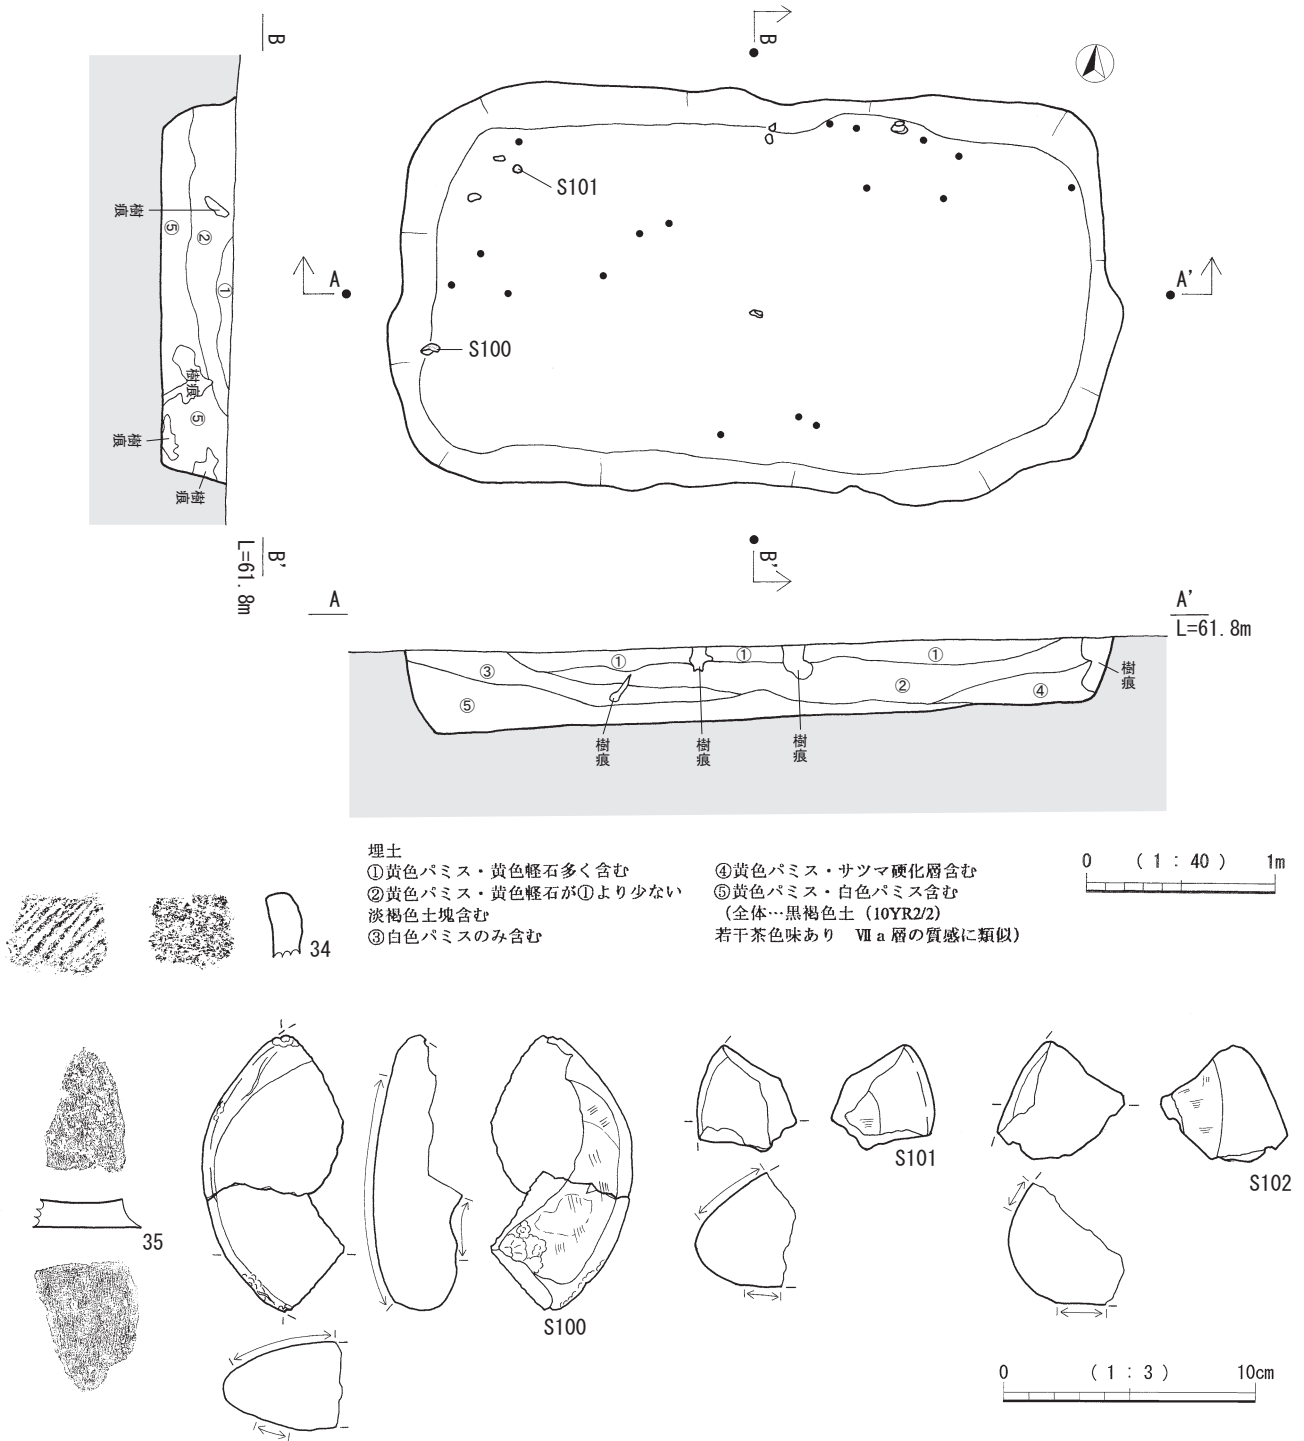 B
B
樹痕
⑤
②
①
S101
A
A'
S100
樹痕
⑤
樹痕
樹痕
B'
L=61.8m
B'
A
A'
L=61.8m
①
①
①
③
②
④
⑤
樹痕
樹痕
樹痕
樹痕
埋土
①黄色パミス・黄色軽石多く含む
②黄色パミス・黄色軽石が①より少ない
淡褐色土塊含む
③白色パミスのみ含む
④黄色パミス・サツマ硬化層含む
⑤黄色パミス・白色パミス含む
(全体…黒褐色土(10YR2/2)
若干茶色味あり Ⅶa層の質感に類似)
0 (1:40) 1m
34
35
S100
S101
S102
0 (1:3) 10cm